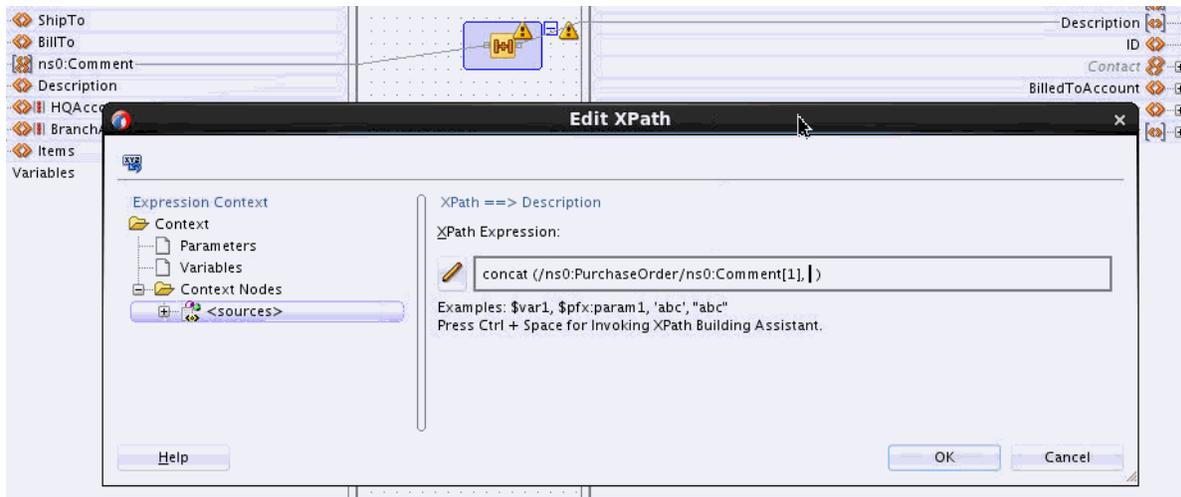 ShipTo
BillTo
ns0:Comment
Description
HQAcc
Branch
Items
Variables
Description
ID
Contact
BilledToAccount
Edit XPath
Expression Context
Context
Parameters
Variables
Context Nodes
<sources>
XPath ==> Description
XPath Expression:
concat (/ns0:PurchaseOrder/ns0:Comment[1], )
Examples: $var1, $pfx:param1, 'abc', "abc"
Press Ctrl + Space for Invoking XPath Building Assistant.
Help
OK
Cancel